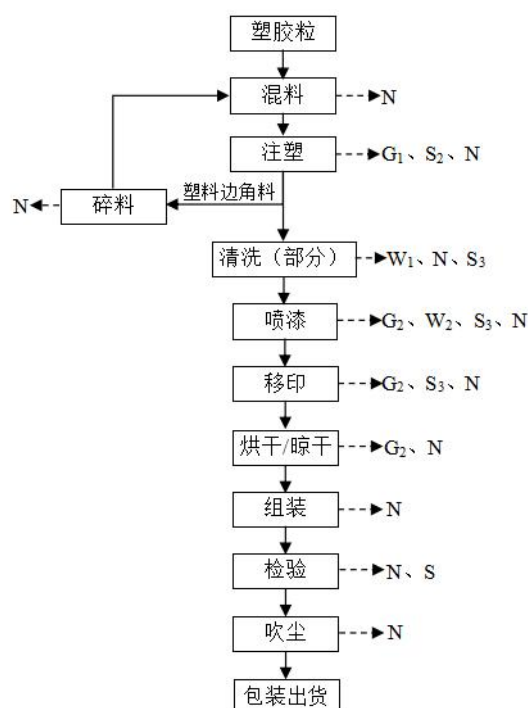 塑胶粒
混料
N
注塑
G₁、S₂、N
塑料边角料
N
碎料
清洗（部分）
W₁、N、S₃
喷漆
G₂、W₂、S₃、N
移印
G₂、S₃、N
烘干/晾干
G₂、N
组装
N
检验
N、S
吹尘
N
包装出货